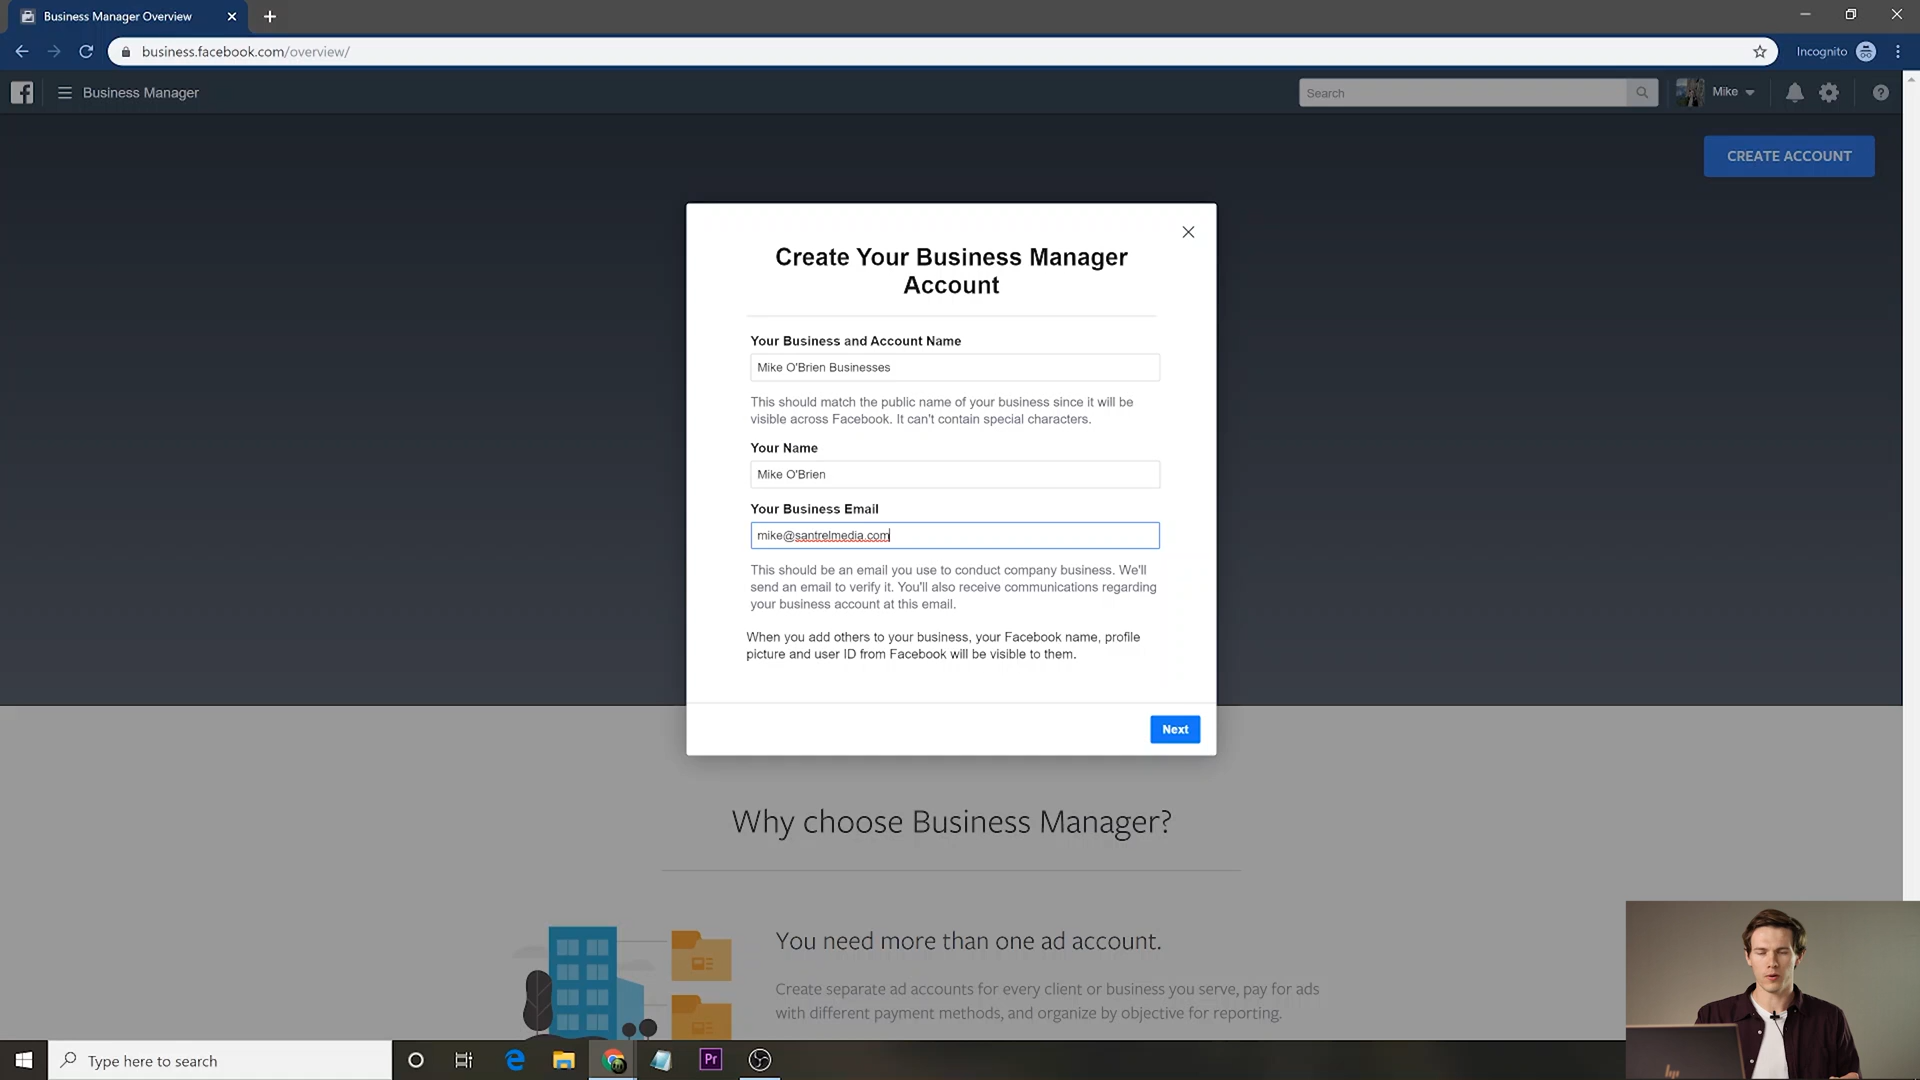 Business Manager Overview
business.facebook.com/overview/
Incognito
Business Manager
Search
Mike
CREATE ACCOUNT
Create Your Business Manager
Account
Your Business and Account Name
Mike O'Brien Businesses
This should match the public name of your business since it will be
visible across Facebook. It can't contain special characters.
Your Name
Mike O'Brien
Your Business Email
mike@santrelmedia.com
This should be an email you use to conduct company business. We'll
send an email to verify it. You'll also receive communications regarding
your business account at this email.
When you add others to your business, your Facebook name, profile
picture and user ID from Facebook will be visible to them.
Next
Why choose Business Manager?
You need more than one ad account.
Create separate ad accounts for every client or business you serve, pay for ads
with different payment methods, and organize by objective for reporting.
Type here to search
Pr
hp